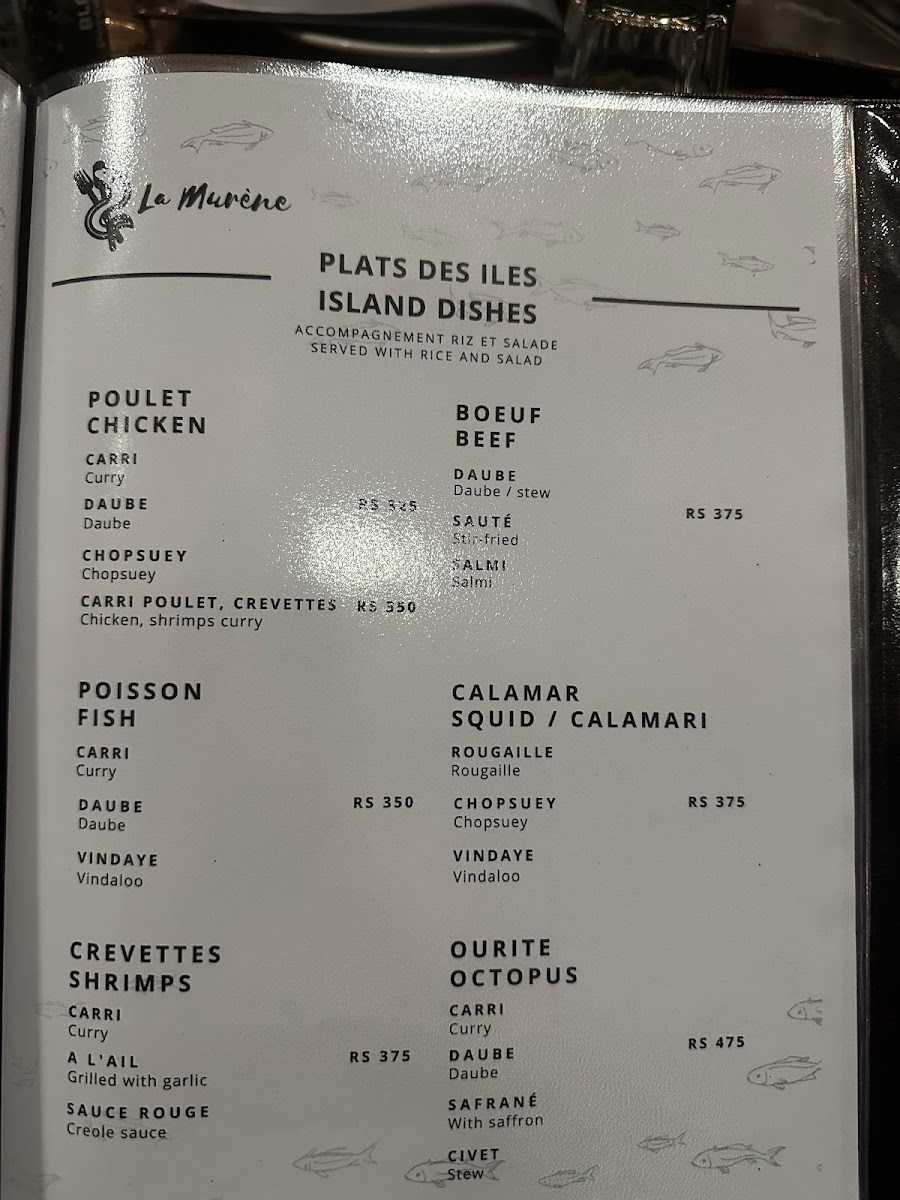 La Murène
PLATS DES ILES
ISLAND DISHES
ACCOMPAGNEMENT RIZ ET SALADE
SERVED WITH RICE AND SALAD
POULET
CHICKEN
CARRI
Curry
DAUBE
Daube
RS 325
CHOPSUEY
Chopsuey
CARRI POULET, CREVETTES RS 350
Chicken, shrimps curry
BOEUF
BEEF
DAUBE
Daube / stew
RS 375
SAUTÉ
Stir-fried
SALMI
Salmi
POISSON
FISH
CARRI
Curry
DAUBE RS 350
Daube
VINDAYE
Vindaloo
CALAMAR
SQUID / CALAMARI
ROUGAILLE
Rougaille
CHOPSUEY RS 375
Chopsuey
VINDAYE
Vindaloo
CREVETTES
SHRIMPS
CARRI
Curry
A L'AIL RS 375
Grilled with garlic
SAUCE ROUGE
Creole sauce
OURITE
OCTOPUS
CARRI
Curry
RS 475
DAUBE
Daube
SAFRANÉ
With saffron
CIVET
Stew